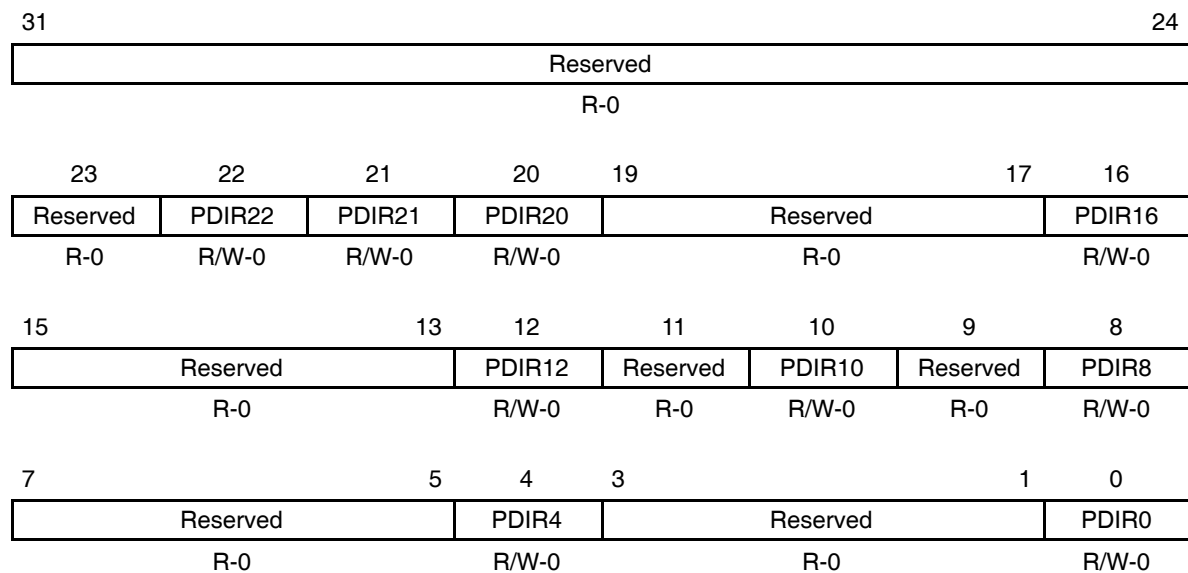 31 24
Reserved
R-0
23 22 21 20 19 17 16
Reserved PDIR22 PDIR21 PDIR20 Reserved PDIR16
R-0 R/W-0 R/W-0 R/W-0 R-0 R/W-0
15 13 12 11 10 9 8
Reserved PDIR12 Reserved PDIR10 Reserved PDIR8
R-0 R/W-0 R-0 R/W-0 R-0 R/W-0
7 5 4 3 1 0
Reserved PDIR4 Reserved PDIR0
R-0 R/W-0 R-0 R/W-0